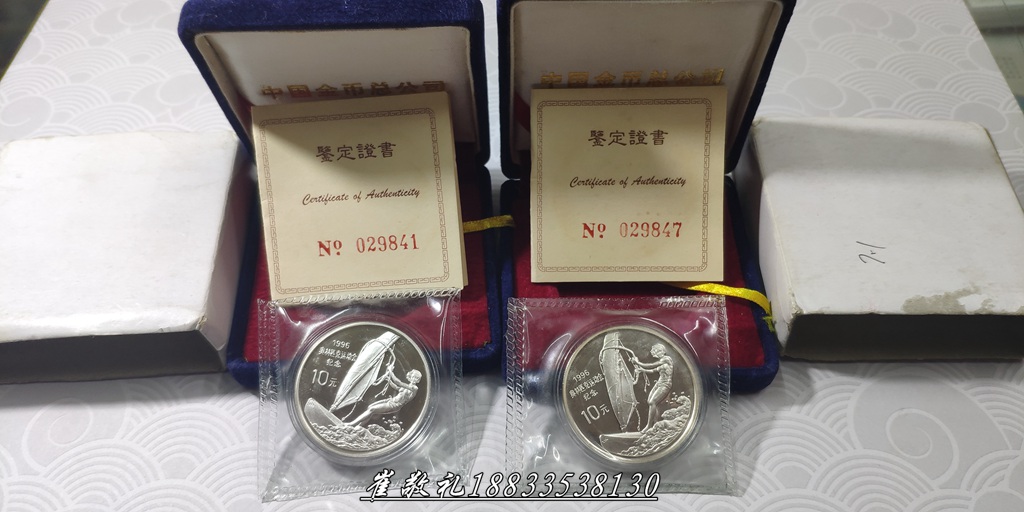 中国金币总公司
鑒定證書
Certificate of Authenticity
Nº 029841
1996
奥林匹克运动会
纪念
10元
中国金币总公司
鑒定證書
Certificate of Authenticity
Nº 029847
1996
奥林匹克运动会
纪念
10元
崔敬礼18833538130